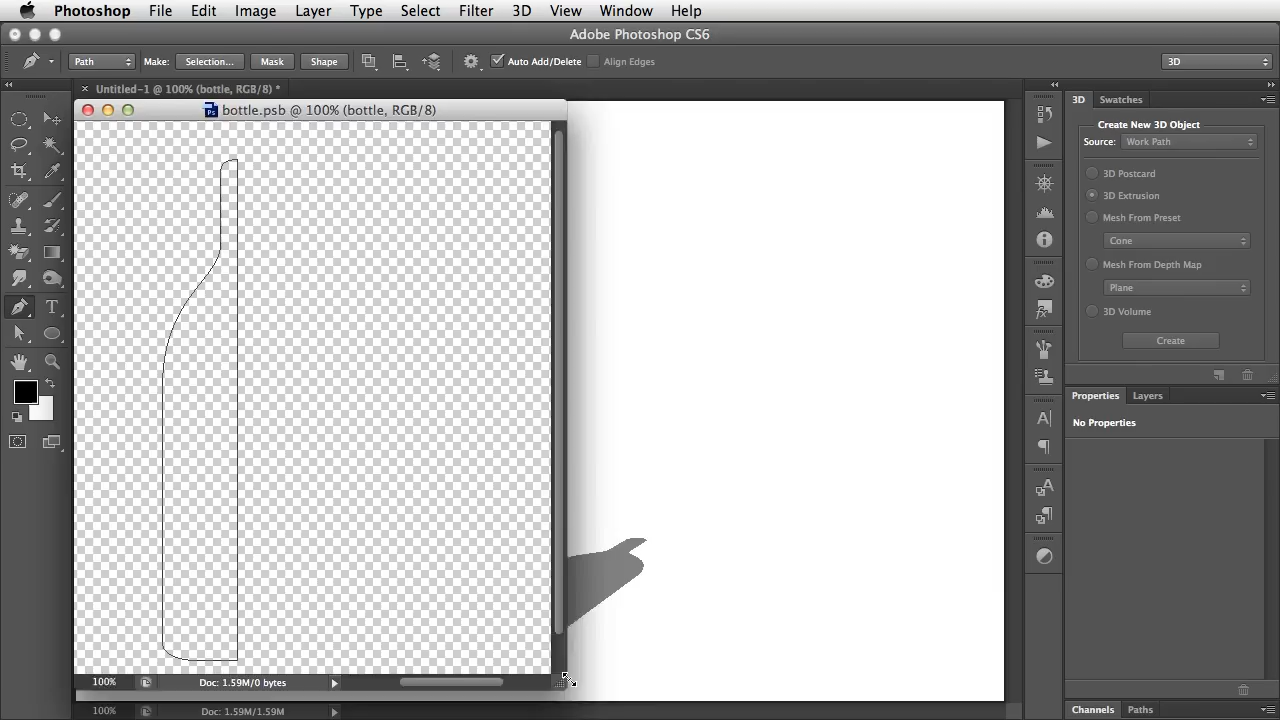 Photoshop File Edit Image Layer Type Select Filter 3D View Window Help
Adobe Photoshop CS6
Path Make: Selection... Mask Shape Auto Add/Delete Align Edges 3D
Untitled-1 @ 100% (bottle, RGB/8) *
bottle.psb @ 100% (bottle, RGB/8)
Ps
3D Swatches
Create New 3D Object
Source: Work Path
3D Postcard
3D Extrusion
Mesh From Preset
Cone
Mesh From Depth Map
Plane
3D Volume
Create
Properties Layers
No Properties
T
100% Doc: 1.59M/0 bytes
100% Doc: 1.59M/1.59M
Channels Paths